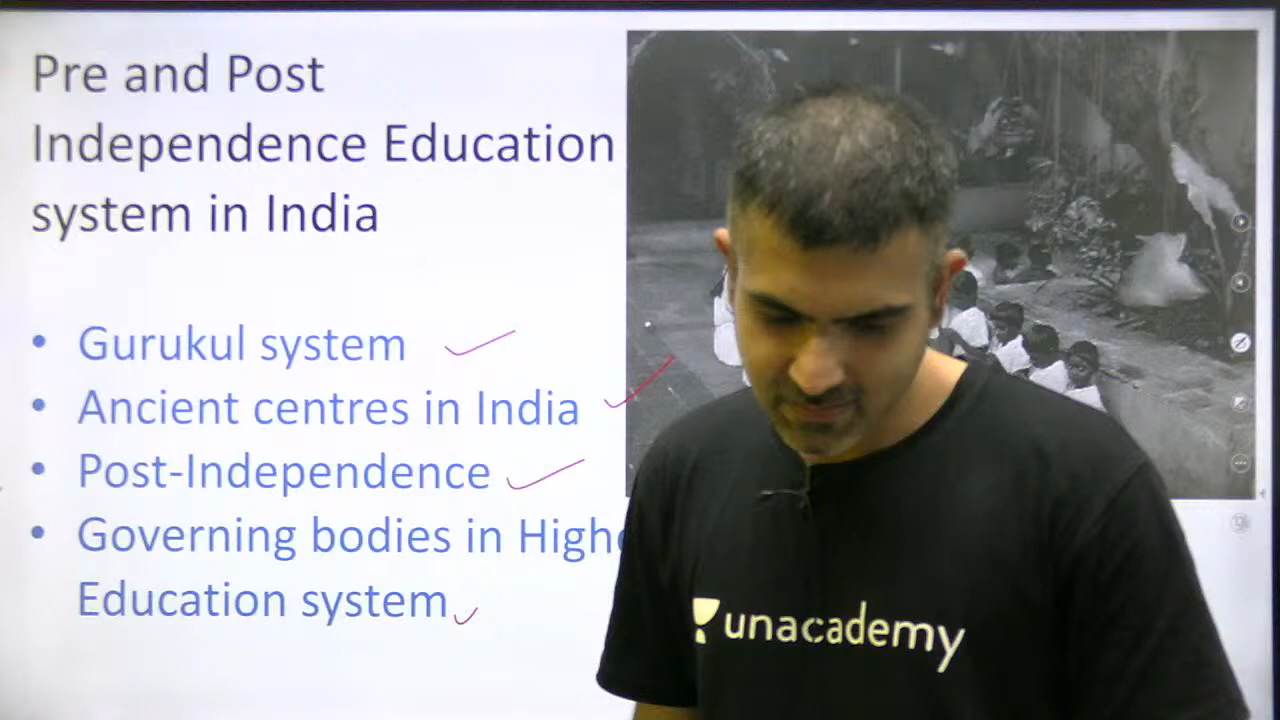 Pre and Post
Independence Education
system in India
• Gurukul system
• Ancient centres in India
• Post-Independence
• Governing bodies in
Education system
unacademy